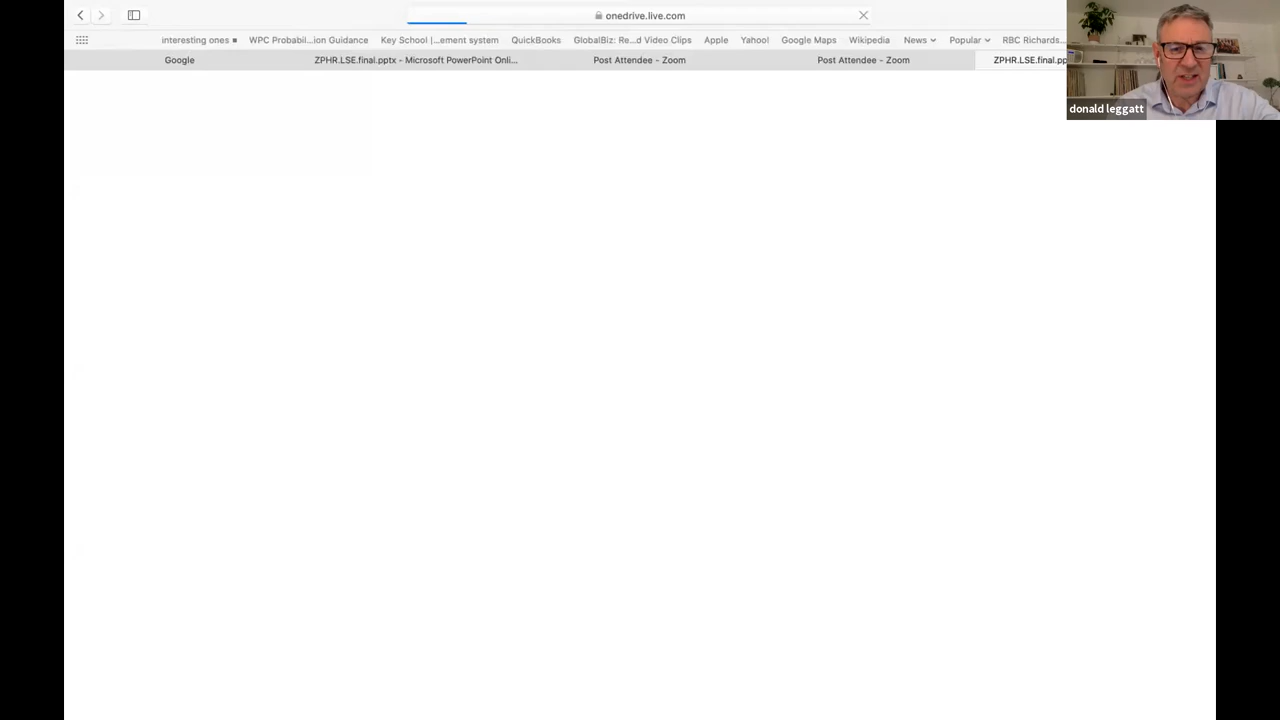 onedrive.live.com
interesting ones WPC Probabil...ion Guidance Key School |...ement system QuickBooks GlobalBiz: Re...d Video Clips Apple Yahoo! Google Maps Wikipedia News Popular RBC Richards...
Google ZPHR.LSE.final.pptx - Microsoft PowerPoint Onli... Post Attendee - Zoom Post Attendee - Zoom ZPHR.LSE.final.pp
donald leggatt